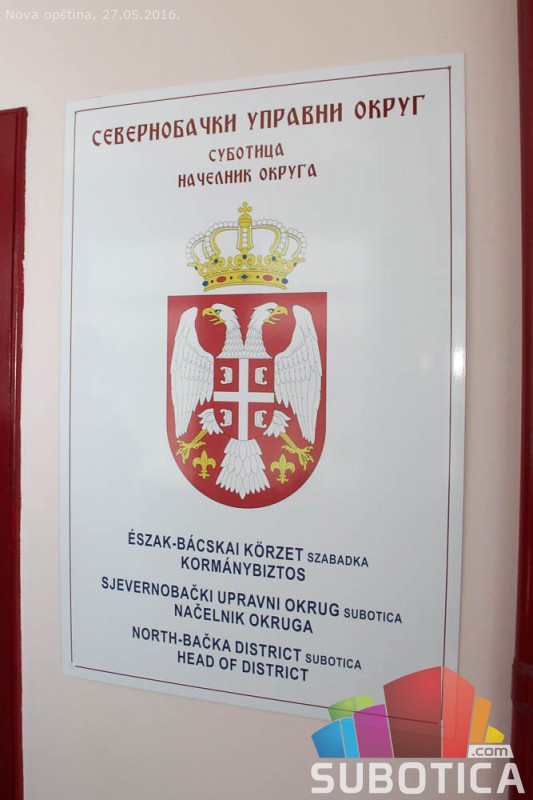 Nova opština, 27.05.2016.
СЕВЕРНОБАЧКИ УПРАВНИ ОКРУГ
СУБОТИЦА
НАЧЕЛНИК ОКРУГА
ÉSZAK-BÁCSKAI KÖRZET SZABADKA
KORMÁNYBIZTOS
SJEVERNOBAČKI UPRAVNI OKRUG SUBOTICA
NAČELNIK OKRUGA
NORTH-BAČKA DISTRICT SUBOTICA
HEAD OF DISTRICT
.com
SUBOTICA